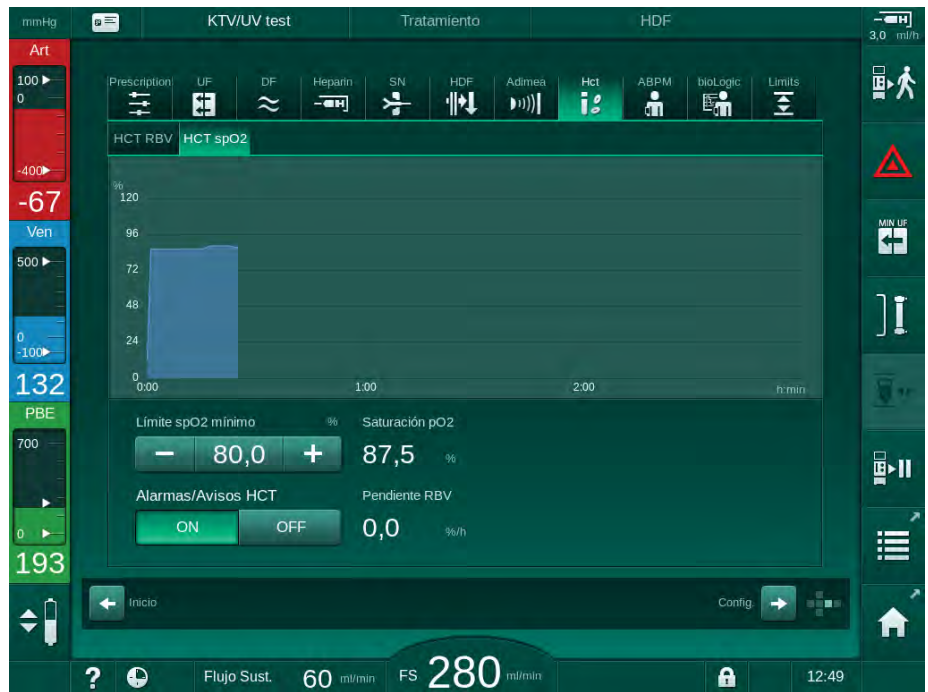 mmHg KTV/UV test Tratamiento HDF
3,0 ml/h
Art
100
0
-400
-67
Ven
500
0
-100
132
PBE
700
0
193
Prescription UF DF Heparin SN HDF Adimea Hct ABPM bioLogic Limits
HCT RBV HCT spO2
%
120
96
72
48
24
0
0:00 1:00 2:00 h:min
Límite spO2 mínimo % Saturación pO2
− 80,0 + 87,5 %
Alarmas/Avisos HCT Pendiente RBV
ON OFF 0,0 %/h
Inicio Config.
MIN UF
? Flujo Sust. 60 ml/min FS 280 ml/min 12:49